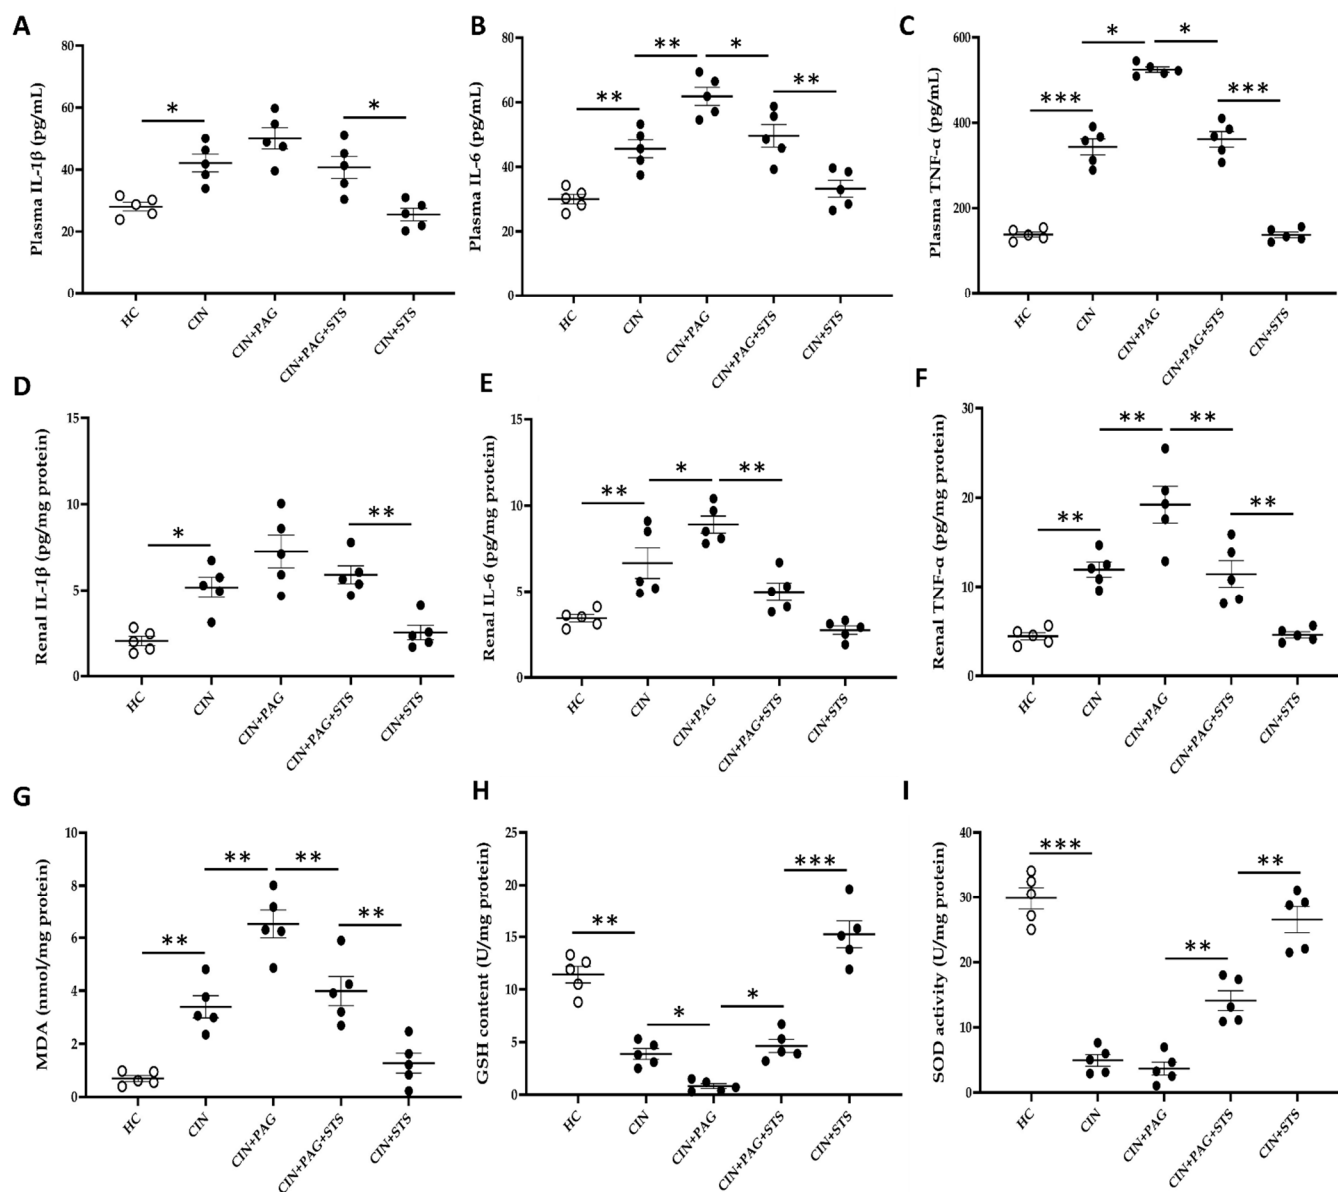 A
Plasma IL-1β (pg/mL)
80
60
40
20
0
*
*
HC
CIN
CIN+PAG
CIN+PAG+STS
CIN+STS
B
Plasma IL-6 (pg/mL)
80
60
40
20
0
**
**
*
**
HC
CIN
CIN+PAG
CIN+PAG+STS
CIN+STS
C
Plasma TNF-α (pg/mL)
600
400
200
0
***
*
*
***
HC
CIN
CIN+PAG
CIN+PAG+STS
CIN+STS
D
Renal IL-1β (pg/mg protein)
15
10
5
0
*
**
HC
CIN
CIN+PAG
CIN+PAG+STS
CIN+STS
E
Renal IL-6 (pg/mg protein)
15
10
5
0
**
*
**
HC
CIN
CIN+PAG
CIN+PAG+STS
CIN+STS
F
Renal TNF-α (pg/mg protein)
30
20
10
0
**
**
**
**
HC
CIN
CIN+PAG
CIN+PAG+STS
CIN+STS
G
MDA (nmol/mg protein)
10
8
6
4
2
0
**
**
**
**
HC
CIN
CIN+PAG
CIN+PAG+STS
CIN+STS
H
GSH content (U/mg protein)
25
20
15
10
5
0
**
*
*
***
HC
CIN
CIN+PAG
CIN+PAG+STS
CIN+STS
I
SOD activity (U/mg protein)
40
30
20
10
0
***
**
**
HC
CIN
CIN+PAG
CIN+PAG+STS
CIN+STS